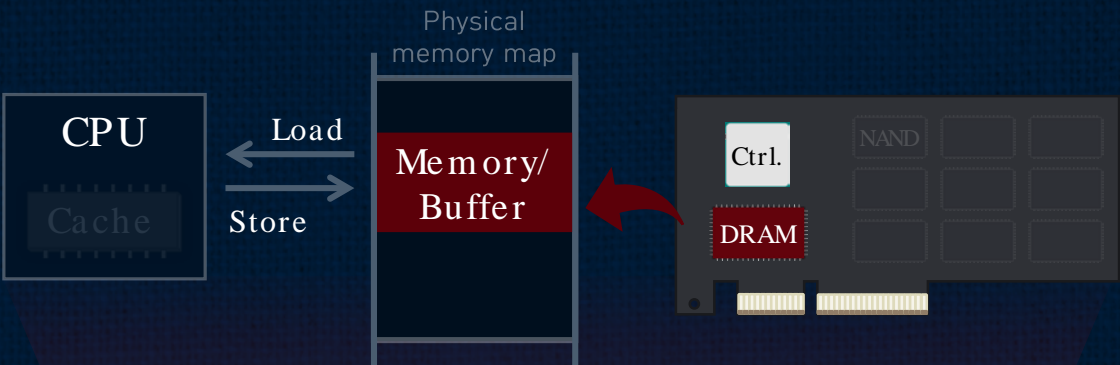 Physical
memory map
CPU
Cache
Load
Store
Memory/
Buffer
Ctrl.
DRAM
NAND